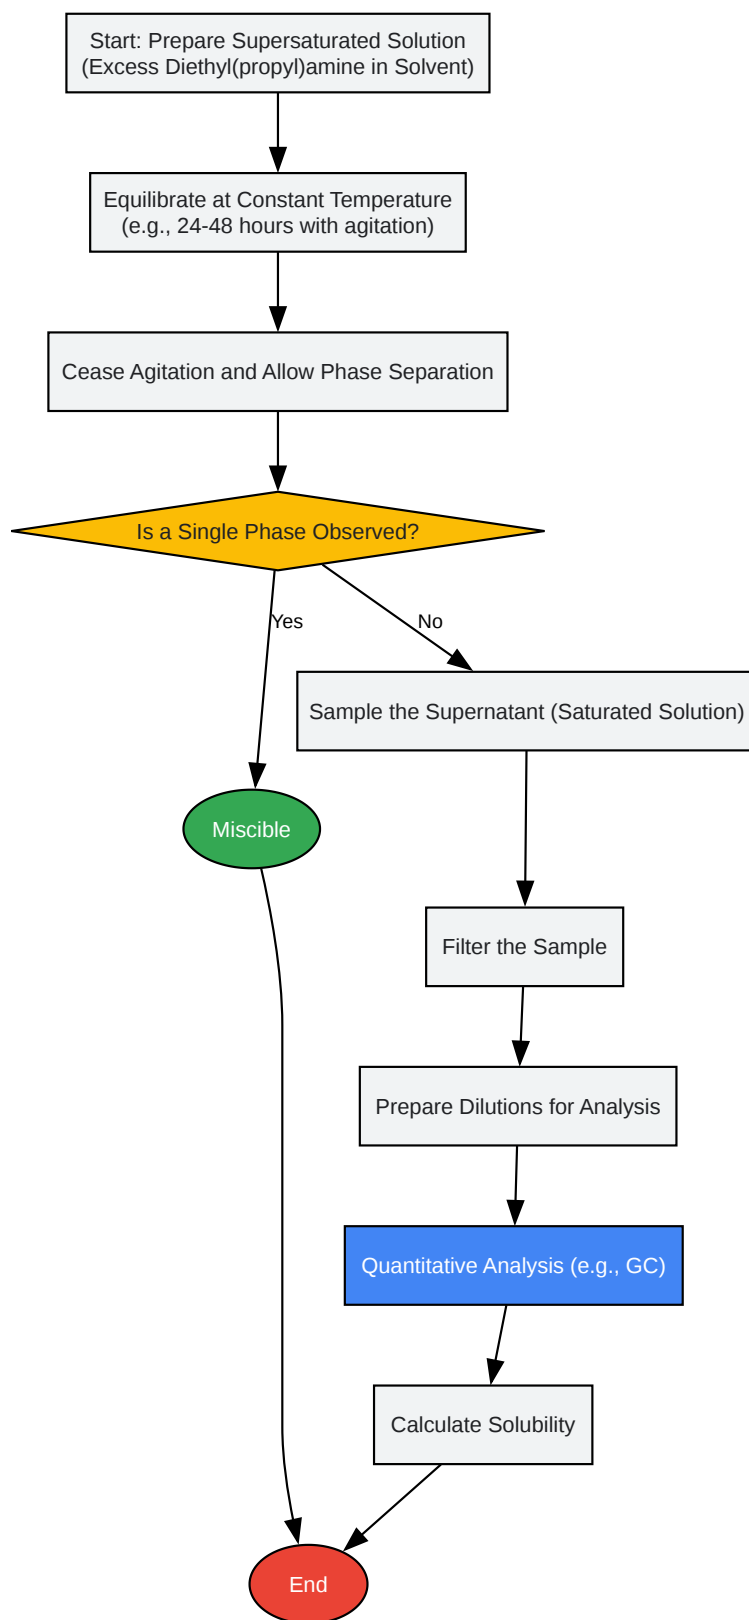 Start: Prepare Supersaturated Solution
(Excess Diethyl(propyl)amine in Solvent)
Equilibrate at Constant Temperature
(e.g., 24-48 hours with agitation)
Cease Agitation and Allow Phase Separation
Is a Single Phase Observed?
Yes
No
Sample the Supernatant (Saturated Solution)
Miscible
Filter the Sample
Prepare Dilutions for Analysis
Quantitative Analysis (e.g., GC)
Calculate Solubility
End